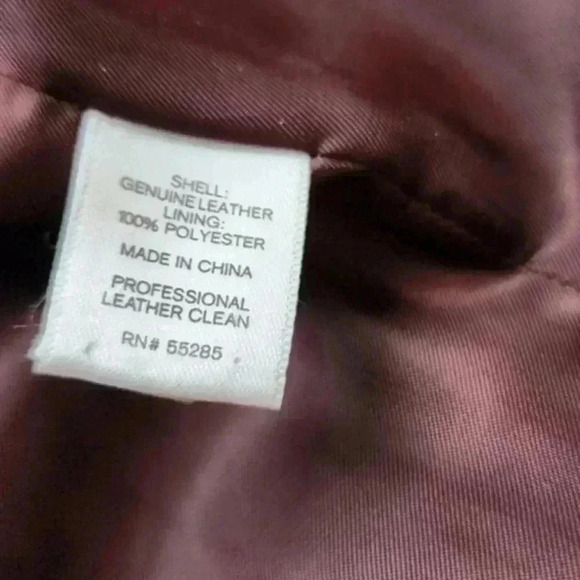 SHELL:
GENUINE LEATHER
LINING:
100% POLYESTER
MADE IN CHINA
PROFESSIONAL
LEATHER CLEAN
RN# 55285